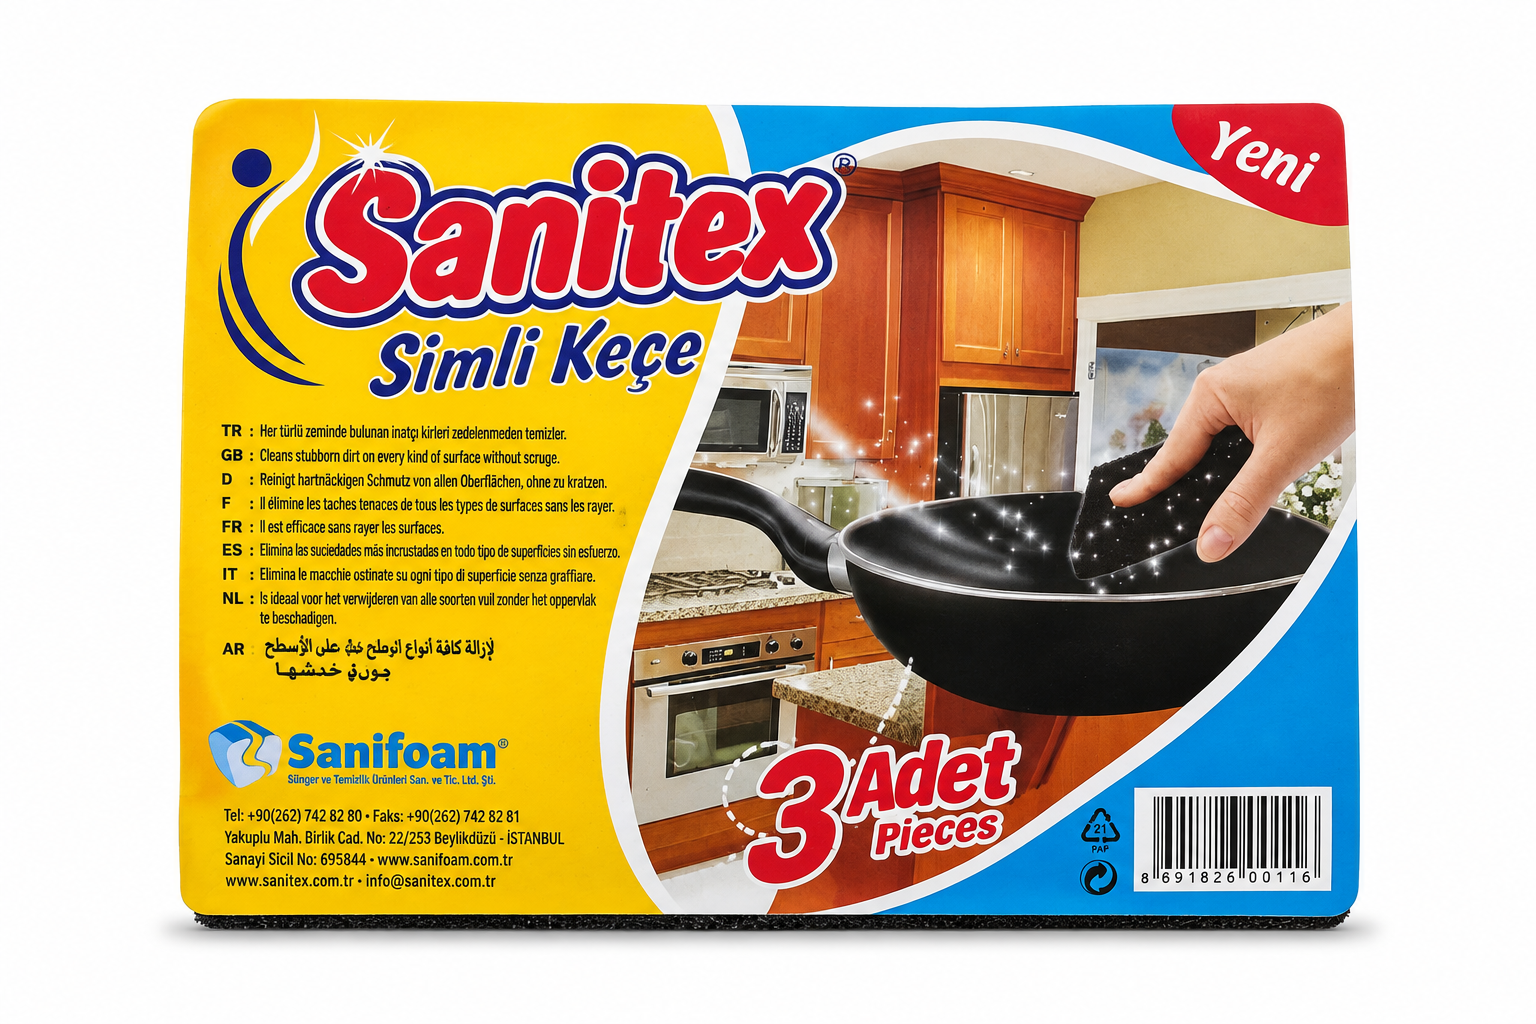 Sanitex®
Simli Keçe
Yeni
TR : Her türlü zeminde bulunan inatçı kirleri zedelenmeden temizler.
GB : Cleans stubborn dirt on every kind of surface without scruge.
D : Reinigt hartnäckigen Schmutz von allen Oberflächen, ohne zu kratzen.
F : Il élimine les taches tenaces de tous les types de surfaces sans les rayer.
FR : Il est efficace sans rayer les surfaces.
ES : Elimina las suciedades más incrustadas en todo tipo de superficies sin esfuerzo.
IT : Elimina le macchie ostinate su ogni tipo di superficie senza graffiare.
NL : Is ideaal voor het verwijderen van alle soorten vuil zonder het oppervlak
te beschadigen.
AR : لإزالة كافة أنواع على الأسطح
خدشها
Sanifoam®
Sünger ve Temizlik Ürünleri San. ve Tic. Ltd. Şti.
Tel: +90(262) 742 82 80 • Faks: +90(262) 742 82 81
Yakuplu Mah. Birlik Cad. No: 22/253 Beylikdüzü - İSTANBUL
Sanayi Sicil No: 695844 • www.sanifoam.com.tr
www.sanitex.com.tr • info@sanitex.com.tr
3 Adet
Pieces
21
PAP
8 691826 00116